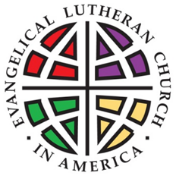 EVANGELICAL LUTHERAN CHURCH
· IN AMERICA ·